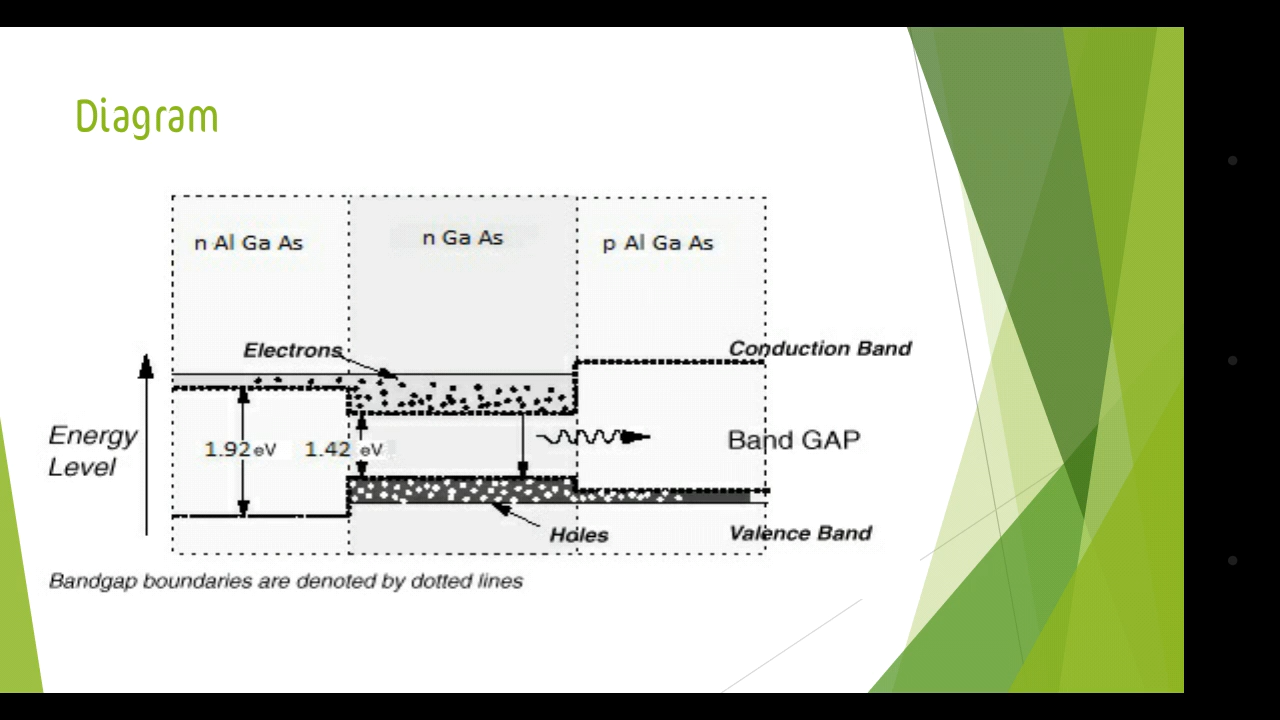 Diagram
n Al Ga As
n Ga As
p Al Ga As
Electrons
Conduction Band
Energy
Level
1.92 eV
1.42 eV
Band GAP
Holes
Valence Band
Bandgap boundaries are denoted by dotted lines